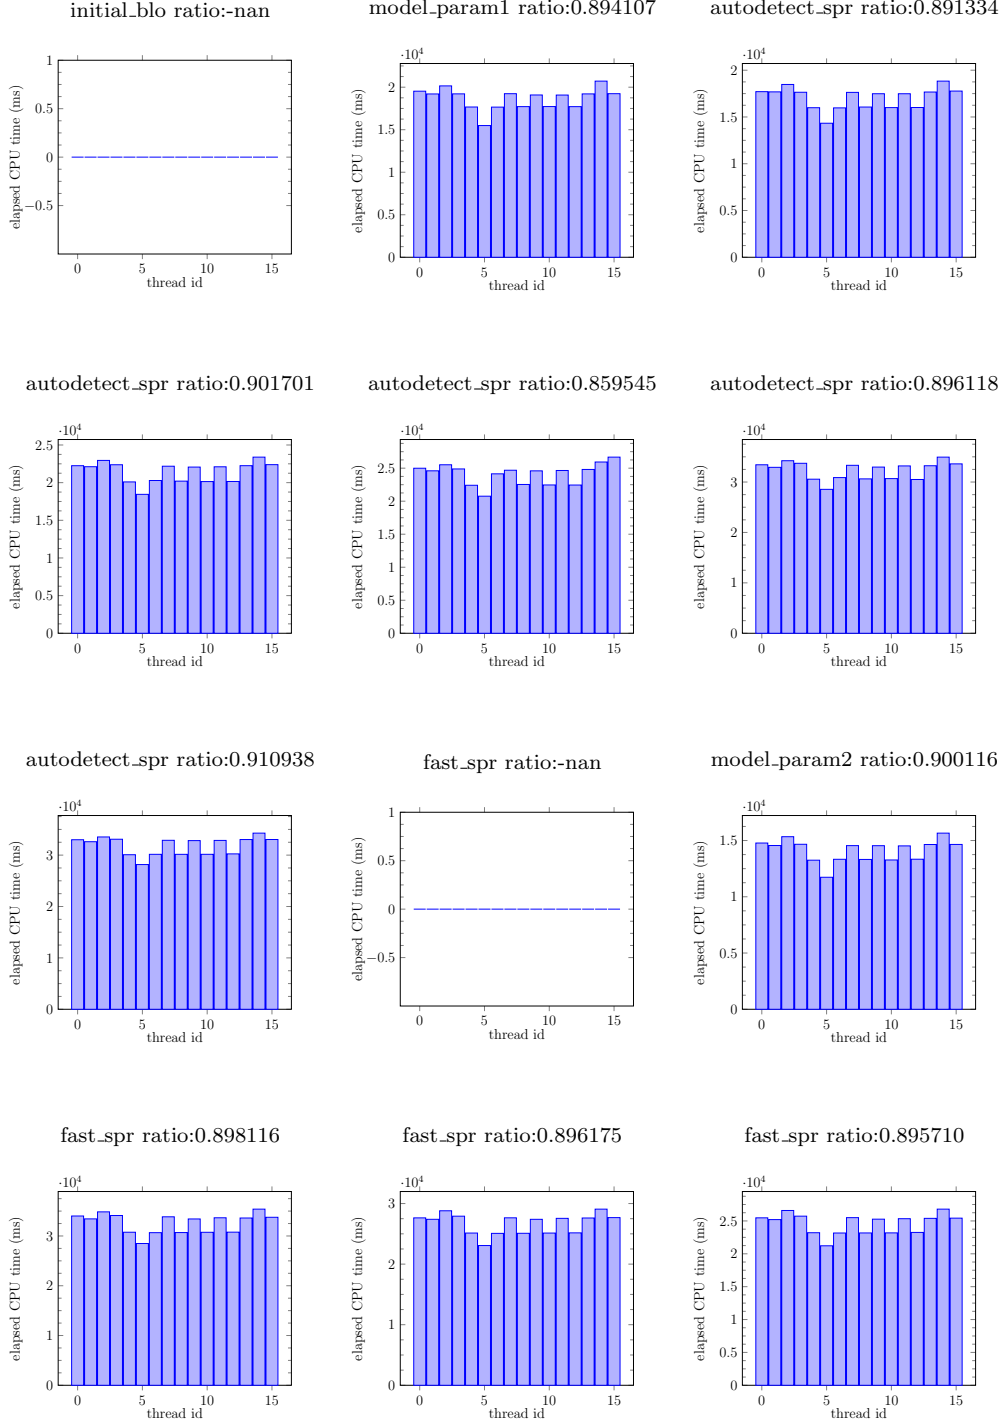 initial_blo ratio:-nan
1
0.5
0
−0.5
elapsed CPU time (ms)
0 5 10 15
thread id
model_param1 ratio:0.894107
·10⁴
2
1.5
1
0.5
0
elapsed CPU time (ms)
0 5 10 15
thread id
autodetect_spr ratio:0.891334
·10⁴
2
1.5
1
0.5
0
elapsed CPU time (ms)
0 5 10 15
thread id
autodetect_spr ratio:0.901701
·10⁴
2.5
2
1.5
1
0.5
0
elapsed CPU time (ms)
0 5 10 15
thread id
autodetect_spr ratio:0.859545
·10⁴
2.5
2
1.5
1
0.5
0
elapsed CPU time (ms)
0 5 10 15
thread id
autodetect_spr ratio:0.896118
·10⁴
3
2
1
0
elapsed CPU time (ms)
0 5 10 15
thread id
autodetect_spr ratio:0.910938
·10⁴
3
2
1
0
elapsed CPU time (ms)
0 5 10 15
thread id
fast_spr ratio:-nan
1
0.5
0
−0.5
elapsed CPU time (ms)
0 5 10 15
thread id
model_param2 ratio:0.900116
·10⁴
1.5
1
0.5
0
elapsed CPU time (ms)
0 5 10 15
thread id
fast_spr ratio:0.898116
·10⁴
3
2
1
0
elapsed CPU time (ms)
0 5 10 15
thread id
fast_spr ratio:0.896175
·10⁴
3
2
1
0
elapsed CPU time (ms)
0 5 10 15
thread id
fast_spr ratio:0.895710
·10⁴
2.5
2
1.5
1
0.5
0
elapsed CPU time (ms)
0 5 10 15
thread id